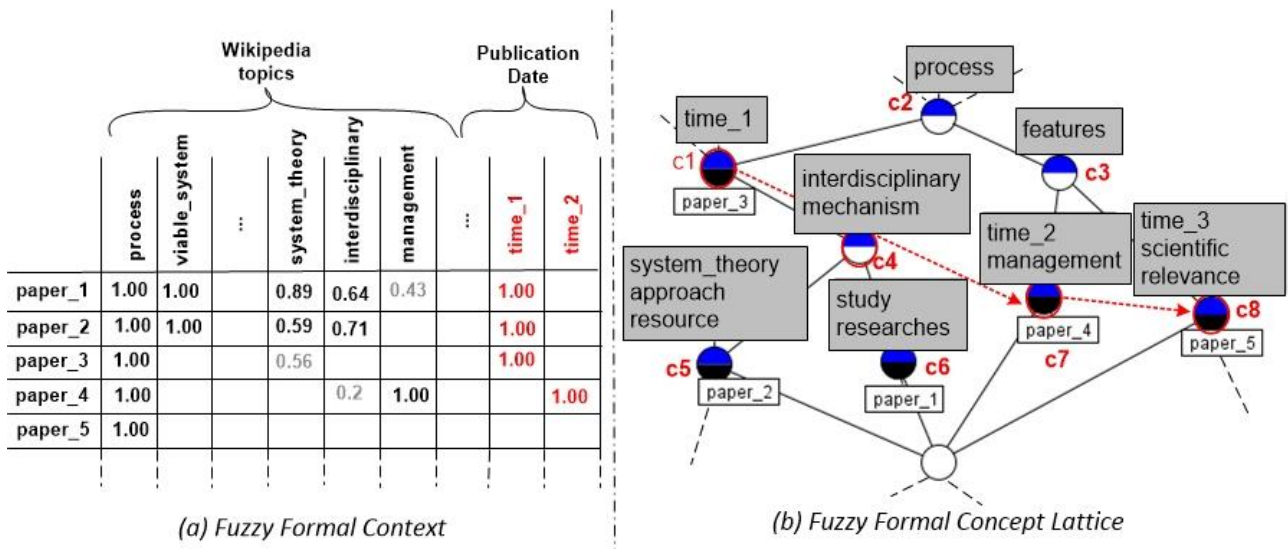 Wikipedia
topics
Publication
Date
process
viable_system
...
system_theory
interdisciplinary
management
...
time_1
time_2
paper_1 1.00 1.00 0.89 0.64 0.43 1.00
paper_2 1.00 1.00 0.59 0.71 1.00
paper_3 1.00 0.56 1.00
paper_4 1.00 0.2 1.00 1.00
paper_5 1.00
(a) Fuzzy Formal Context
process
c2
time_1
c1
paper_3
features
c3
interdisciplinary
mechanism
c4
time_2
management
paper_4
c7
time_3
scientific
relevance
c8
paper_5
system_theory
approach
resource
c5
paper_2
study
researches
c6
paper_1
(b) Fuzzy Formal Concept Lattice